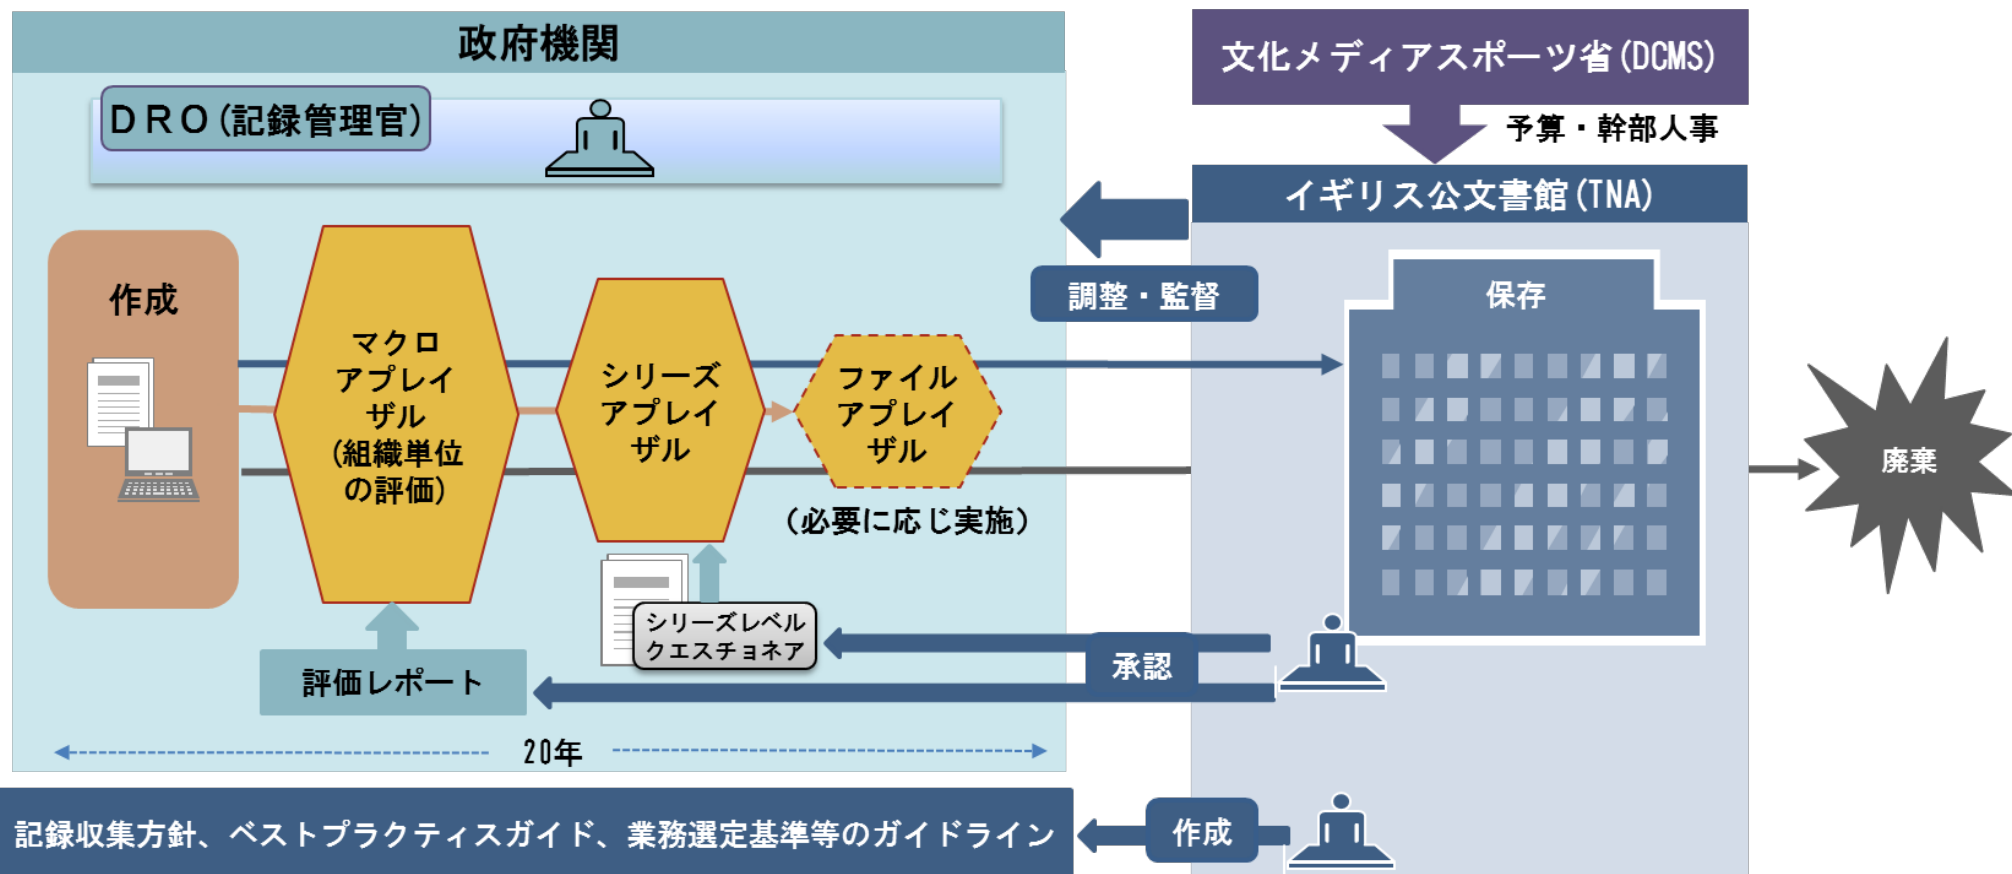 政府機関
DRO(記録管理官)
文化メディアスポーツ省(DCMS)
予算・幹部人事
イギリス公文書館(TNA)
調整・監督
保存
作成
マクロ
アプレイ
ザル
(組織単位
の評価)
シリーズ
アプレイ
ザル
ファイル
アプレイ
ザル
(必要に応じ実施)
廃棄
シリーズレベル
クエスチョネア
承認
評価レポート
20年
記録収集方針、ベストプラクティスガイド、業務選定基準等のガイドライン
作成